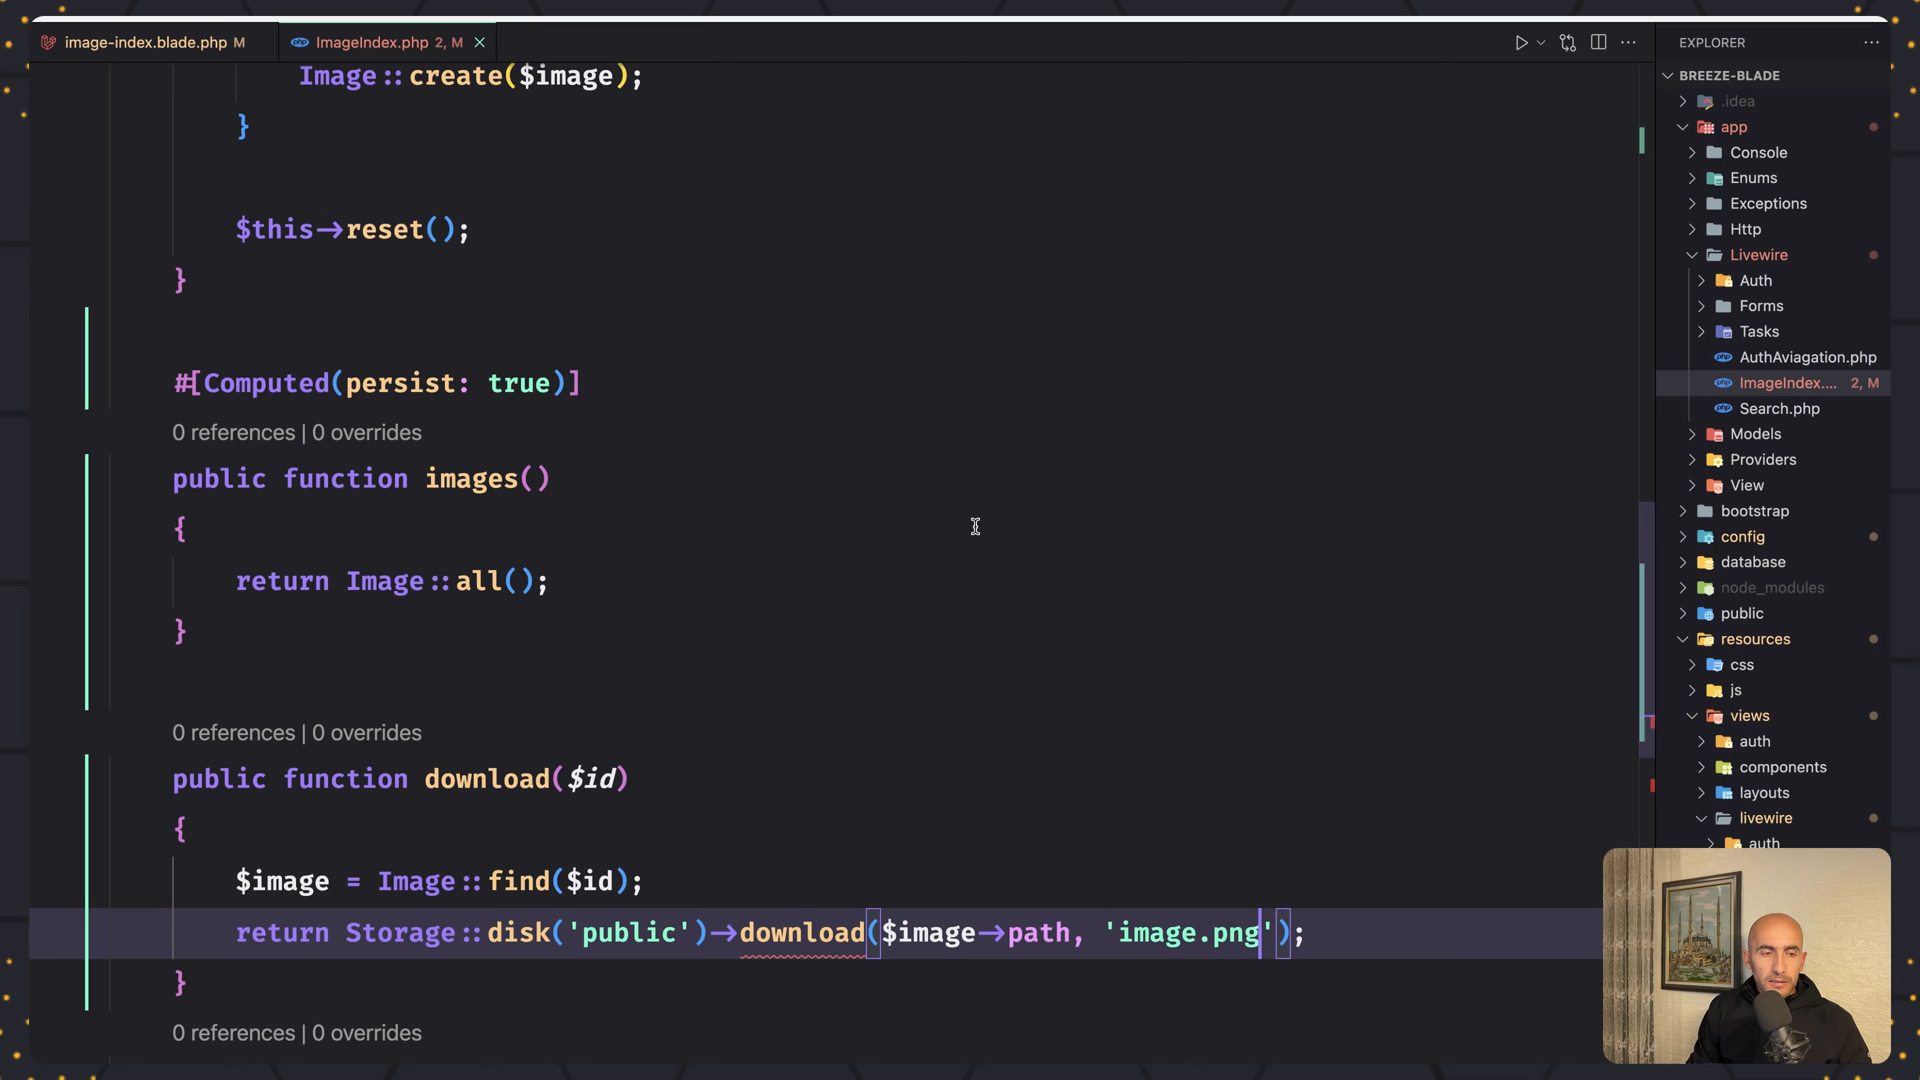 image-index.blade.php M
ImageIndex.php 2, M
EXPLORER
Image::create($image);
}
$this->reset();
}
#[Computed(persist: true)]
0 references | 0 overrides
public function images()
{
return Image::all();
}
0 references | 0 overrides
public function download($id)
{
$image = Image::find($id);
return Storage::disk('public')->download($image->path, 'image.png');
}
0 references | 0 overrides
BREEZE-BLADE
.idea
app
Console
Enums
Exceptions
Http
Livewire
Auth
Forms
Tasks
AuthAviagation.php
ImageIndex.... 2, M
Search.php
Models
Providers
View
bootstrap
config
database
node_modules
public
resources
css
js
views
auth
components
layouts
livewire
auth